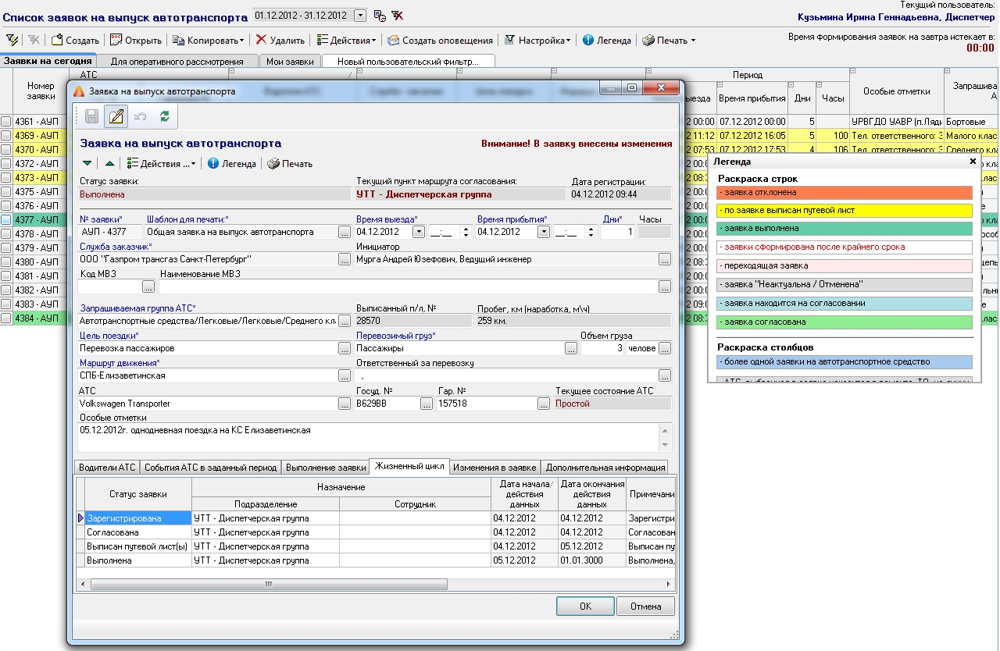 Список заявок на выпуск автотранспорта 01.12.2012 - 31.12.2012
Текущий пользователь:
Кузьмина Ирина Геннадьевна, Диспетчер
Создать Открыть Копировать Удалить Действия Создать оповещения Настройка Легенда Печать
Время формирования заявок на завтра истекает в:
00:00
Заявки на сегодня Для оперативного рассмотрения Мои заявки Новый пользовательский фильтр...
Номер заявки АТС Период
Время прибытия Дни Часы Особые отметки Запрашива
4361 - АУП 2 00:00 07.12.2012 00:00 5 УРВГДО УАВР (п.Ляди Бортовые
4369 - АУП 2 11:12 07.12.2012 16:05 5 100 Тел. ответственного: 3 Малого клас
4370 - АУП 2 07:53 07.12.2012 17:53 4 106 Тел. ответственного: 3 Среднего клас
4372 - АУП
4373 - АУП
4375 - АУП
4376 - АУП
4377 - АУП
4378 - АУП
4379 - АУП
4380 - АУП
4381 - АУП
4382 - АУП
4383 - АУП
4384 - АУП
Заявка на выпуск автотранспорта
Заявка на выпуск автотранспорта
Внимание! В заявку внесены изменения
Действия ... Легенда Печать
Статус заявки: Текущий пункт маршрута согласования: Дата регистрации:
Выполнена УТТ - Диспетчерская группа 04.12.2012 09:44
№ заявки* Шаблон для печати:* Время выезда* Время прибытия* Дни* Часы
АУП - 4377 Общая заявка на выпуск автотранспорта ... 04.12.2012 __:__ 04.12.2012 __:__ 1
Служба заказчик* Инициатор
ООО "Газпром трансгаз Санкт-Петербург" ... Мурга Андрей Юзефович, Ведущий инженер ...
Код МВЗ Наименование МВЗ
... ...
Запрашиваемая группа АТС* Выписанный п/л, № Пробег, км (наработка, м\ч)
Автотранспортные средства/Легковые/Легковые/Среднего кл ... 28570 259 км.
Цель поездки* Перевозимый груз* Объем груза
Перевозка пассажиров ... Пассажиры ... 3 челове ...
Маршрут движения* Ответственный за перевозку
СПБ-Елизаветинская ... , ...
АТС Госуд. № Гар. № Текущее состояние АТС
Volkswagen Transporter ... В629ВВ ... 157518 ... Простой
Особые отметки
05.12.2012г. однодневная поездка на КС Елизаветинская
Водители АТС События АТС в заданный период Выполнение заявки Жизненный цикл Изменения в заявке Дополнительная информация
Статус заявки Назначение Дата начала действия данных Дата окончания действия данных Примечани
Подразделение Сотрудник
Зарегистрирована УТТ - Диспетчерская группа 04.12.2012 04.12.2012 Зарегистри
Согласована УТТ - Диспетчерская группа 04.12.2012 04.12.2012 Согласован
Выписан путевой лист(ы) УТТ - Диспетчерская группа 04.12.2012 05.12.2012 Выписан пу
Выполнена УТТ - Диспетчерская группа 05.12.2012 01.01.3000 Выполнена,
OK Отмена
Легенда
Раскраска строк
- заявка отклонена
- по заявке выписан путевой лист
- заявка выполнена
- заявки сформирована после крайнего срока
- переходящая заявка
- заявка "Неактуальна / Отменена"
- заявка находится на согласовании
- заявка согласована
Раскраска столбцов
- более одной заявки на автотранспортное средство